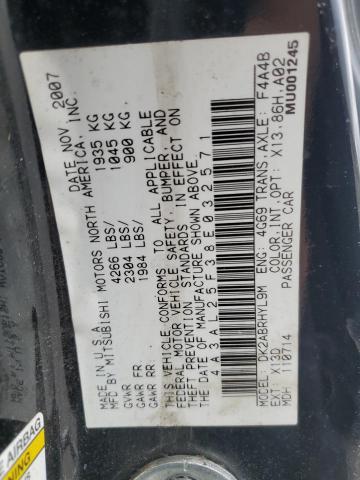 MADE IN U.S.A. DATE NOV. 2007
MFD BY MITSUBISHI MOTORS NORTH AMERICA, INC.
GVWR 4266 LBS/ 1935 KG
GAWR FR 2304 LBS/ 1045 KG
GAWR RR: 1984 LBS/ 900 KG.
THIS VEHICLE CONFORMS TO ALL APPLICABLE
FEDERAL MOTOR VEHICLE SAFETY, BUMPER, AND
THEFT PREVENTION STANDARDS IN EFFECT ON
THE DATE OF MANUFACTURE SHOWN ABOVE.
4A3AL25F38E032571
DK2ABRHYL9M ENG: 4G69 TRANS, AXLE: F4A4B
EXT: X13D COLOR, INT, OPT: X13.86H.A02
MDH 110714 PASSENGER CAR MU001245
AIRBAG